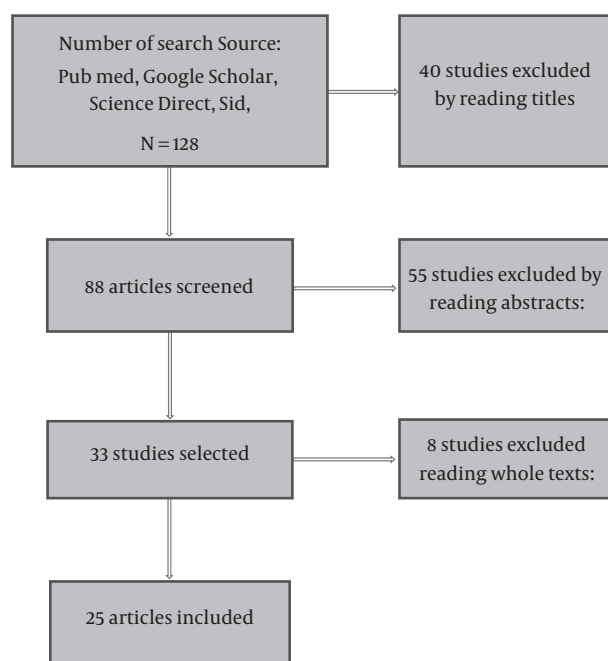 Number of search Source:
Pub med, Google Scholar,
Science Direct, Sid,
N = 128
40 studies excluded
by reading titles
88 articles screened
55 studies excluded by
reading abstracts:
33 studies selected
8 studies excluded
reading whole texts:
25 articles included